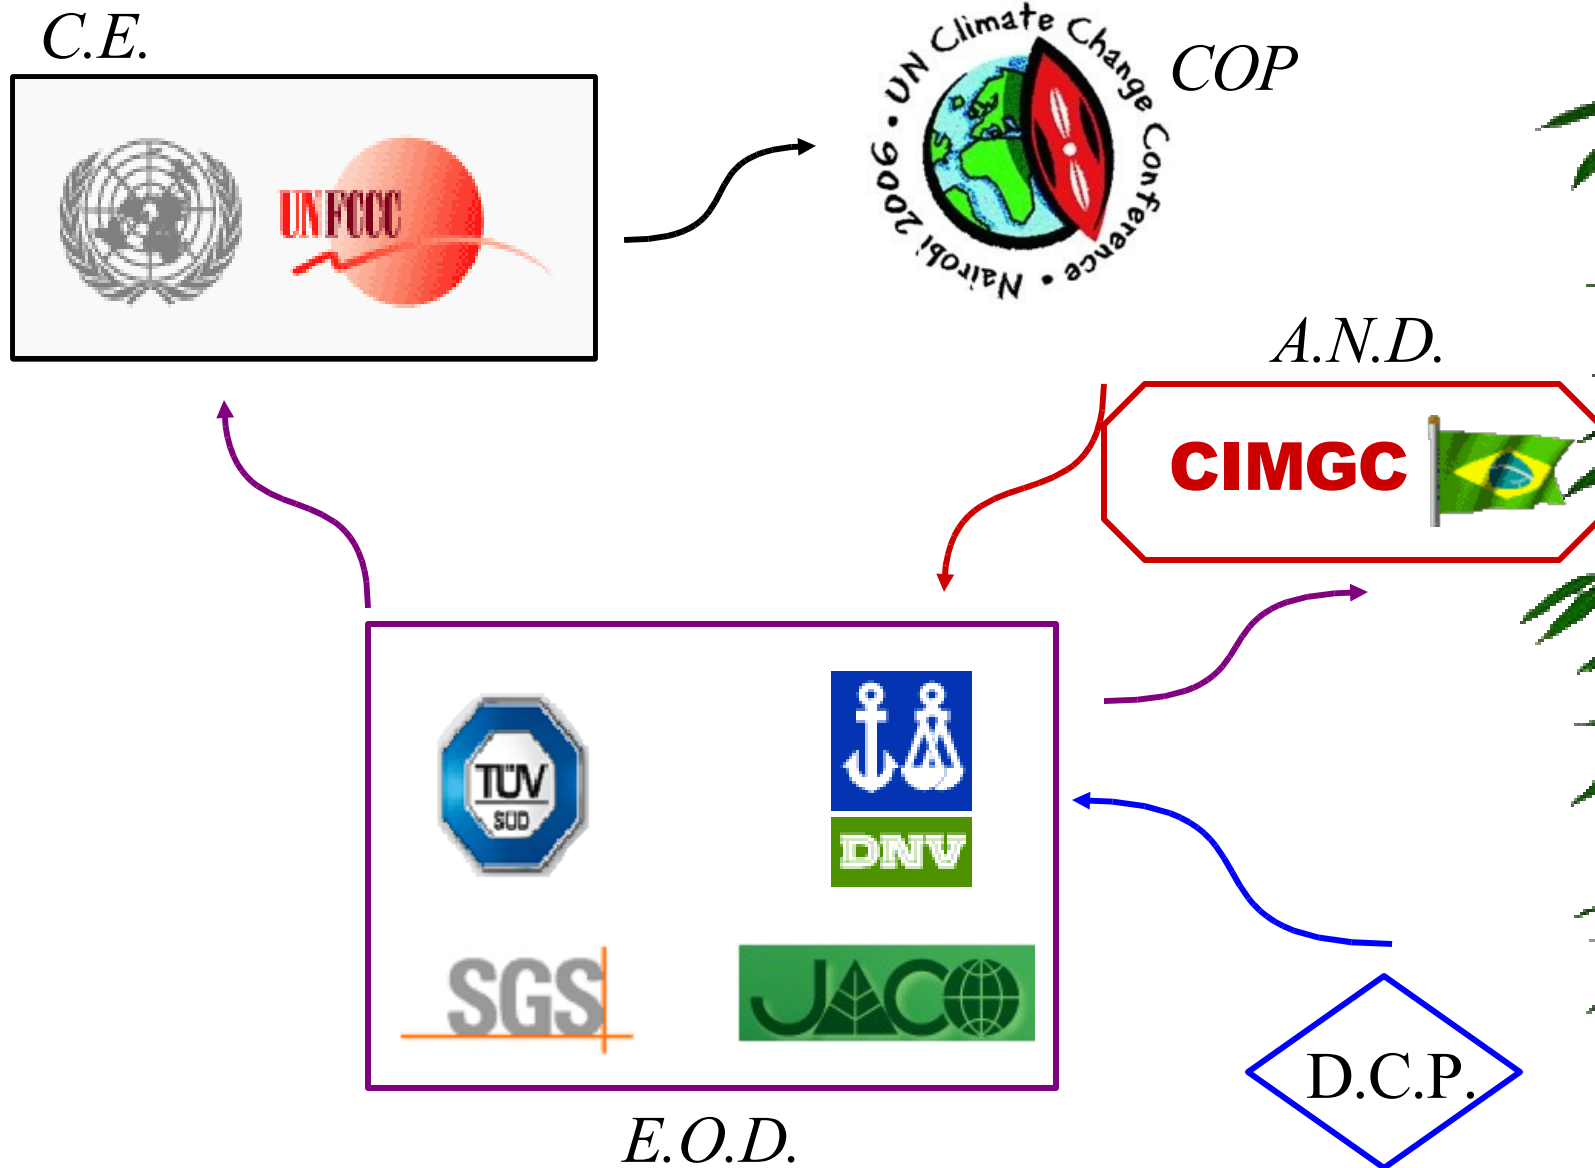 C.E.
UNFCCC
UN Climate Change Conference • Nairobi 2006 •
COP
A.N.D.
CIMGC
TÜV
SÜD
DNV
SGS
JACO
D.C.P.
E.O.D.